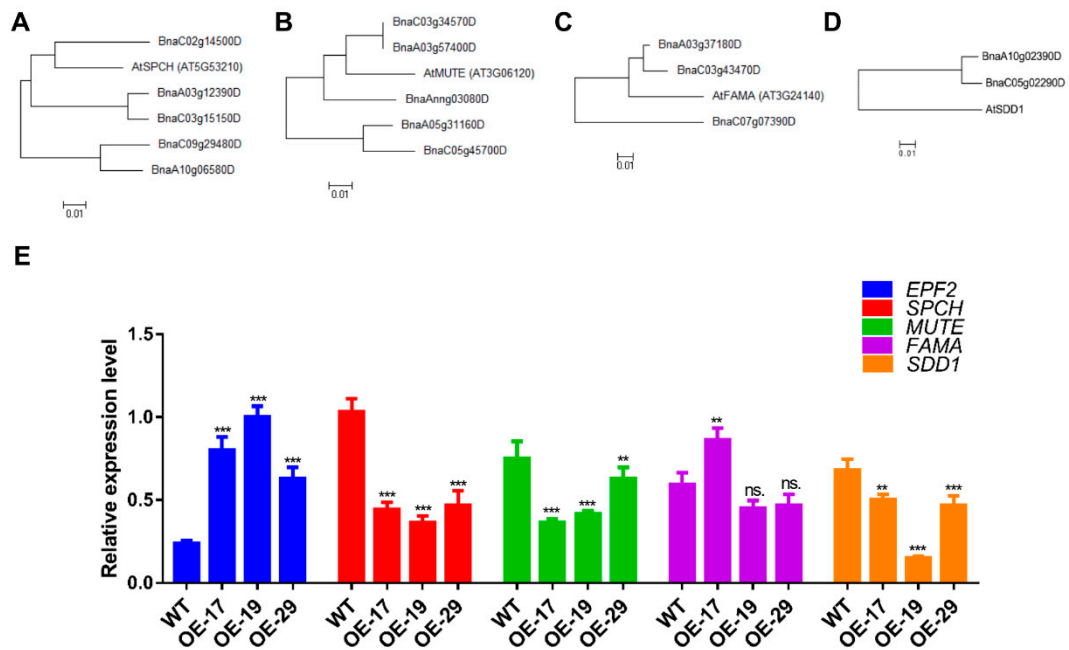 A
BnaC02g14500D
AtSPCH (AT5G53210)
BnaA03g12390D
BnaC03g15150D
BnaC09g29480D
BnaA10g06580D
0.01
B
BnaC03g34570D
BnaA03g57400D
AtMUTE (AT3G06120)
BnaAnng03080D
BnaA05g31160D
BnaC05g45700D
0.01
C
BnaA03g37180D
BnaC03g43470D
AtFAMA (AT3G24140)
BnaC07g07390D
0.01
D
BnaA10g02390D
BnaC05g02290D
AtSDD1
0.01
E
EPF2
SPCH
MUTE
FAMA
SDD1
Relative expression level
1.5
1.0
0.5
0.0
*** *** ***
*** *** ***
*** *** **
** ns. ns.
** *** ***
WT OE-17 OE-19 OE-29
WT OE-17 OE-19 OE-29
WT OE-17 OE-19 OE-29
WT OE-17 OE-19 OE-29
WT OE-17 OE-19 OE-29